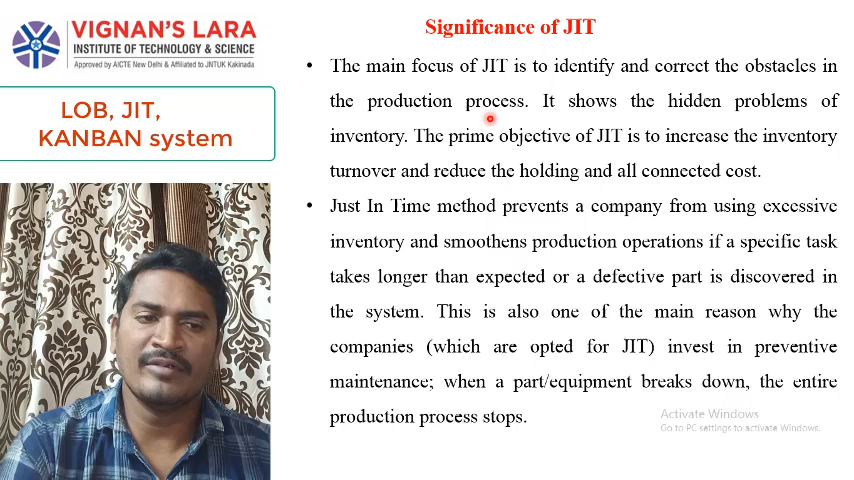 VIGNAN'S LARA
INSTITUTE OF TECHNOLOGY & SCIENCE
Approved by AICTE New Delhi & Affiliated to JNTUK Kakinada
LOB, JIT,
KANBAN system
Significance of JIT
• The main focus of JIT is to identify and correct the obstacles in
the production process. It shows the hidden problems of
inventory. The prime objective of JIT is to increase the inventory
turnover and reduce the holding and all connected cost.
• Just In Time method prevents a company from using excessive
inventory and smoothens production operations if a specific task
takes longer than expected or a defective part is discovered in
the system. This is also one of the main reason why the
companies (which are opted for JIT) invest in preventive
maintenance; when a part/equipment breaks down, the entire
production process stops.
Activate Windows
Go to PC settings to activate Windows.